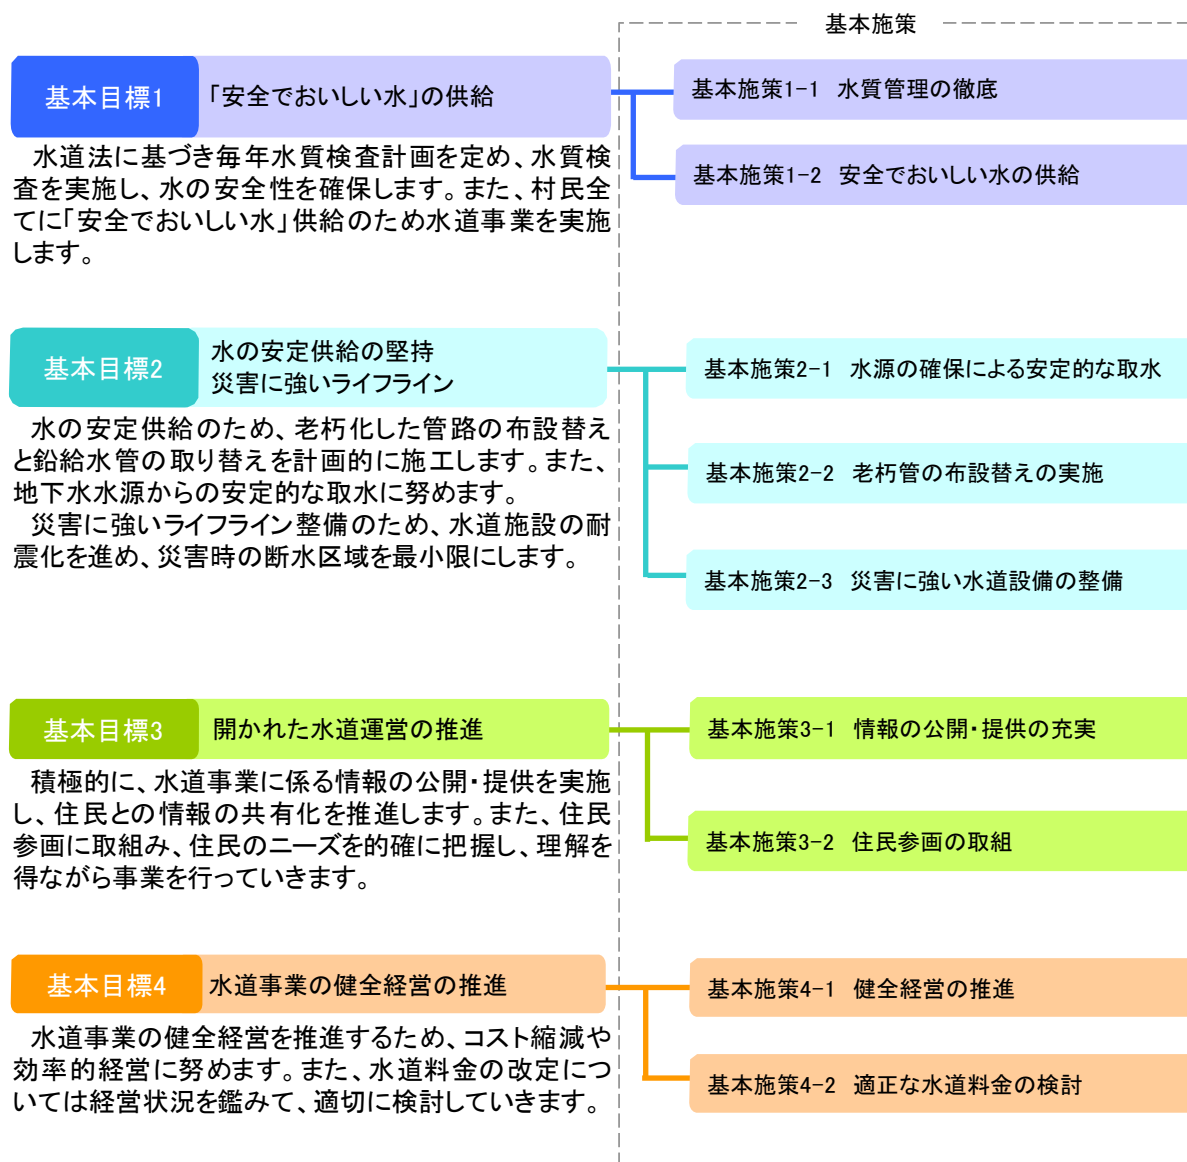 基本施策
基本目標1
「安全でおいしい水」の供給
水道法に基づき毎年水質検査計画を定め、水質検
査を実施し、水の安全性を確保します。また、村民全
てに「安全でおいしい水」供給のため水道事業を実施
します。
基本施策1-1 水質管理の徹底
基本施策1-2 安全でおいしい水の供給
基本目標2
水の安定供給の堅持
災害に強いライフライン
水の安定供給のため、老朽化した管路の布設替え
と鉛給水管の取り替えを計画的に施工します。また、
地下水水源からの安定的な取水に努めます。
災害に強いライフライン整備のため、水道施設の耐
震化を進め、災害時の断水区域を最小限にします。
基本施策2-1 水源の確保による安定的な取水
基本施策2-2 老朽管の布設替えの実施
基本施策2-3 災害に強い水道設備の整備
基本目標3
開かれた水道運営の推進
積極的に、水道事業に係る情報の公開・提供を実施
し、住民との情報の共有化を推進します。また、住民
参画に取組み、住民のニーズを的確に把握し、理解を
得ながら事業を行っていきます。
基本施策3-1 情報の公開・提供の充実
基本施策3-2 住民参画の取組
基本目標4
水道事業の健全経営の推進
水道事業の健全経営を推進するため、コスト縮減や
効率的経営に努めます。また、水道料金の改定につ
いては経営状況を鑑みて、適切に検討していきます。
基本施策4-1 健全経営の推進
基本施策4-2 適正な水道料金の検討